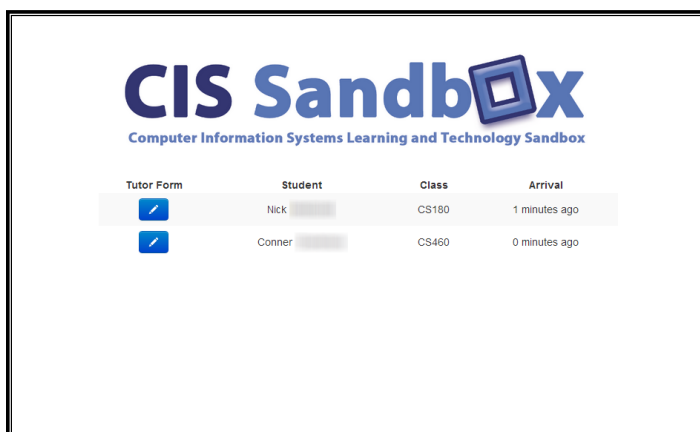 CIS Sandbox
Computer Information Systems Learning and Technology Sandbox
Tutor Form Student Class Arrival
Nick CS180 1 minutes ago
Conner CS460 0 minutes ago